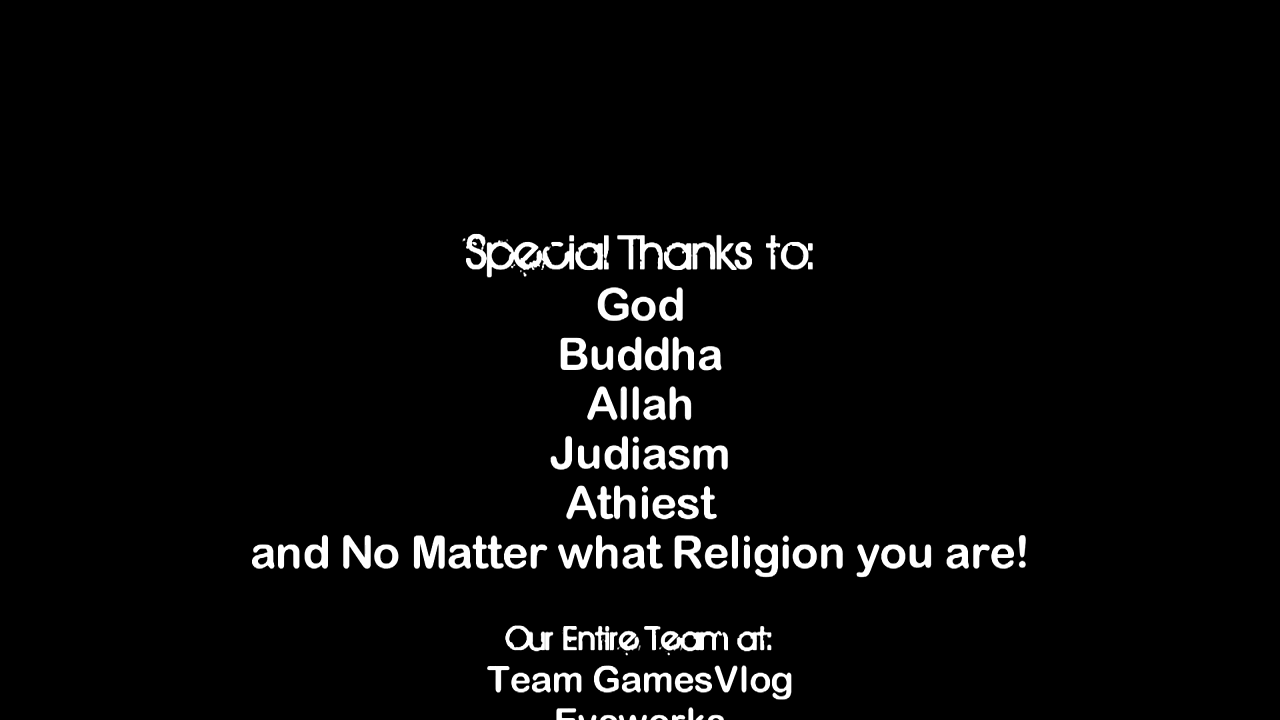 Special Thanks to:
God
Buddha
Allah
Judiasm
Athiest
and No Matter what Religion you are!
Our Entire Team at:
Team GamesVlog